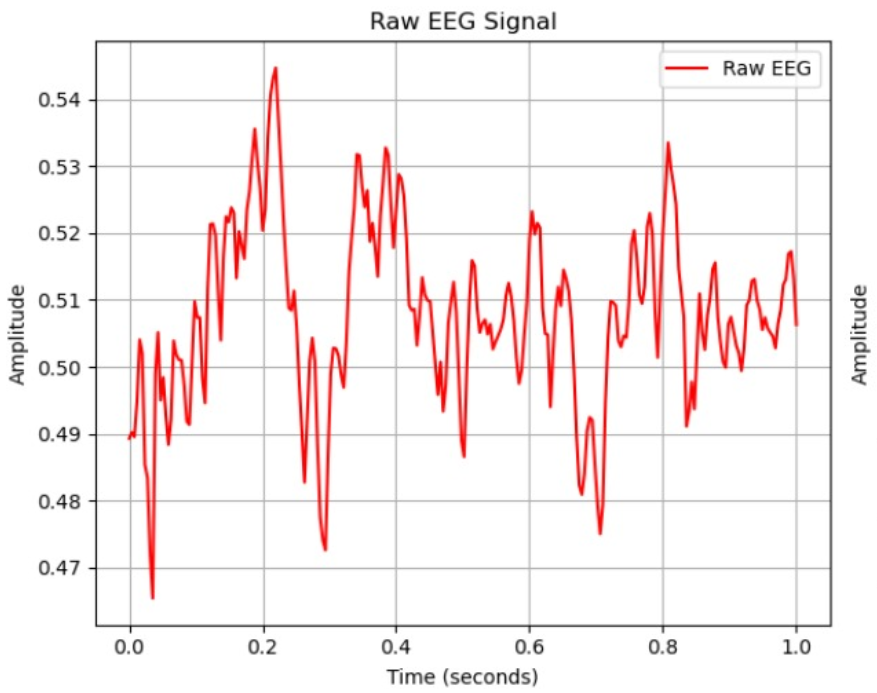 Raw EEG Signal
Raw EEG
0.54
0.53
0.52
0.51
0.50
0.49
0.48
0.47
Amplitude
Amplitude
0.0 0.2 0.4 0.6 0.8 1.0
Time (seconds)